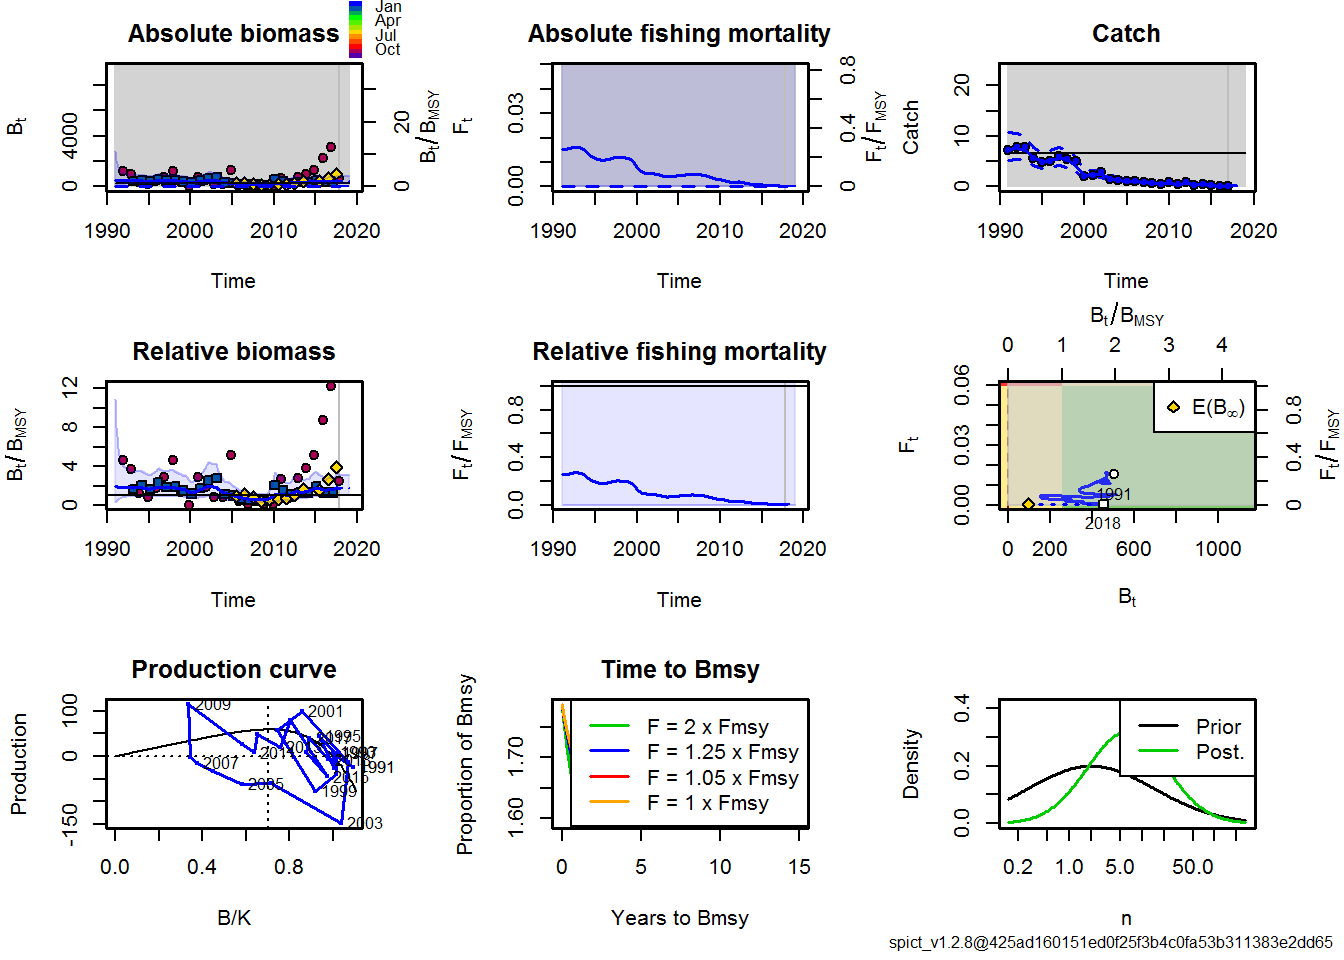 Absolute biomass
Jan
Apr
Jul
Oct
Bt
0 4000
Bt/BMSY
0 20
1990 2000 2010 2020
Time
Absolute fishing mortality
Ft
0.00 0.03
Ft/FMSY
0 0.4 0.8
1990 2000 2010 2020
Time
Catch
Catch
0 10 20
1990 2000 2010 2020
Time
Relative biomass
Bt/BMSY
0 4 8 12
1990 2000 2010 2020
Time
Relative fishing mortality
Ft/FMSY
0.0 0.4 0.8
1990 2000 2010 2020
Time
Bt/BMSY
0 1 2 3 4
Ft
0.00 0.03 0.06
Ft/FMSY
0 0.4 0.8
E(B∞)
1991
2018
0 200 600 1000
Bt
Production curve
Production
-150 0 100
2009
2001
1995
2007
2005
1991
1999
2003
0.0 0.4 0.8
B/K
Time to Bmsy
Proportion of Bmsy
1.60 1.70
F = 2 x Fmsy
F = 1.25 x Fmsy
F = 1.05 x Fmsy
F = 1 x Fmsy
0 5 10 15
Years to Bmsy
Density
0.0 0.2 0.4
Prior
Post.
0.2 1.0 5.0 50.0
n
spict_v1.2.8@425ad160151ed0f25f3b4c0fa53b311383e2dd65